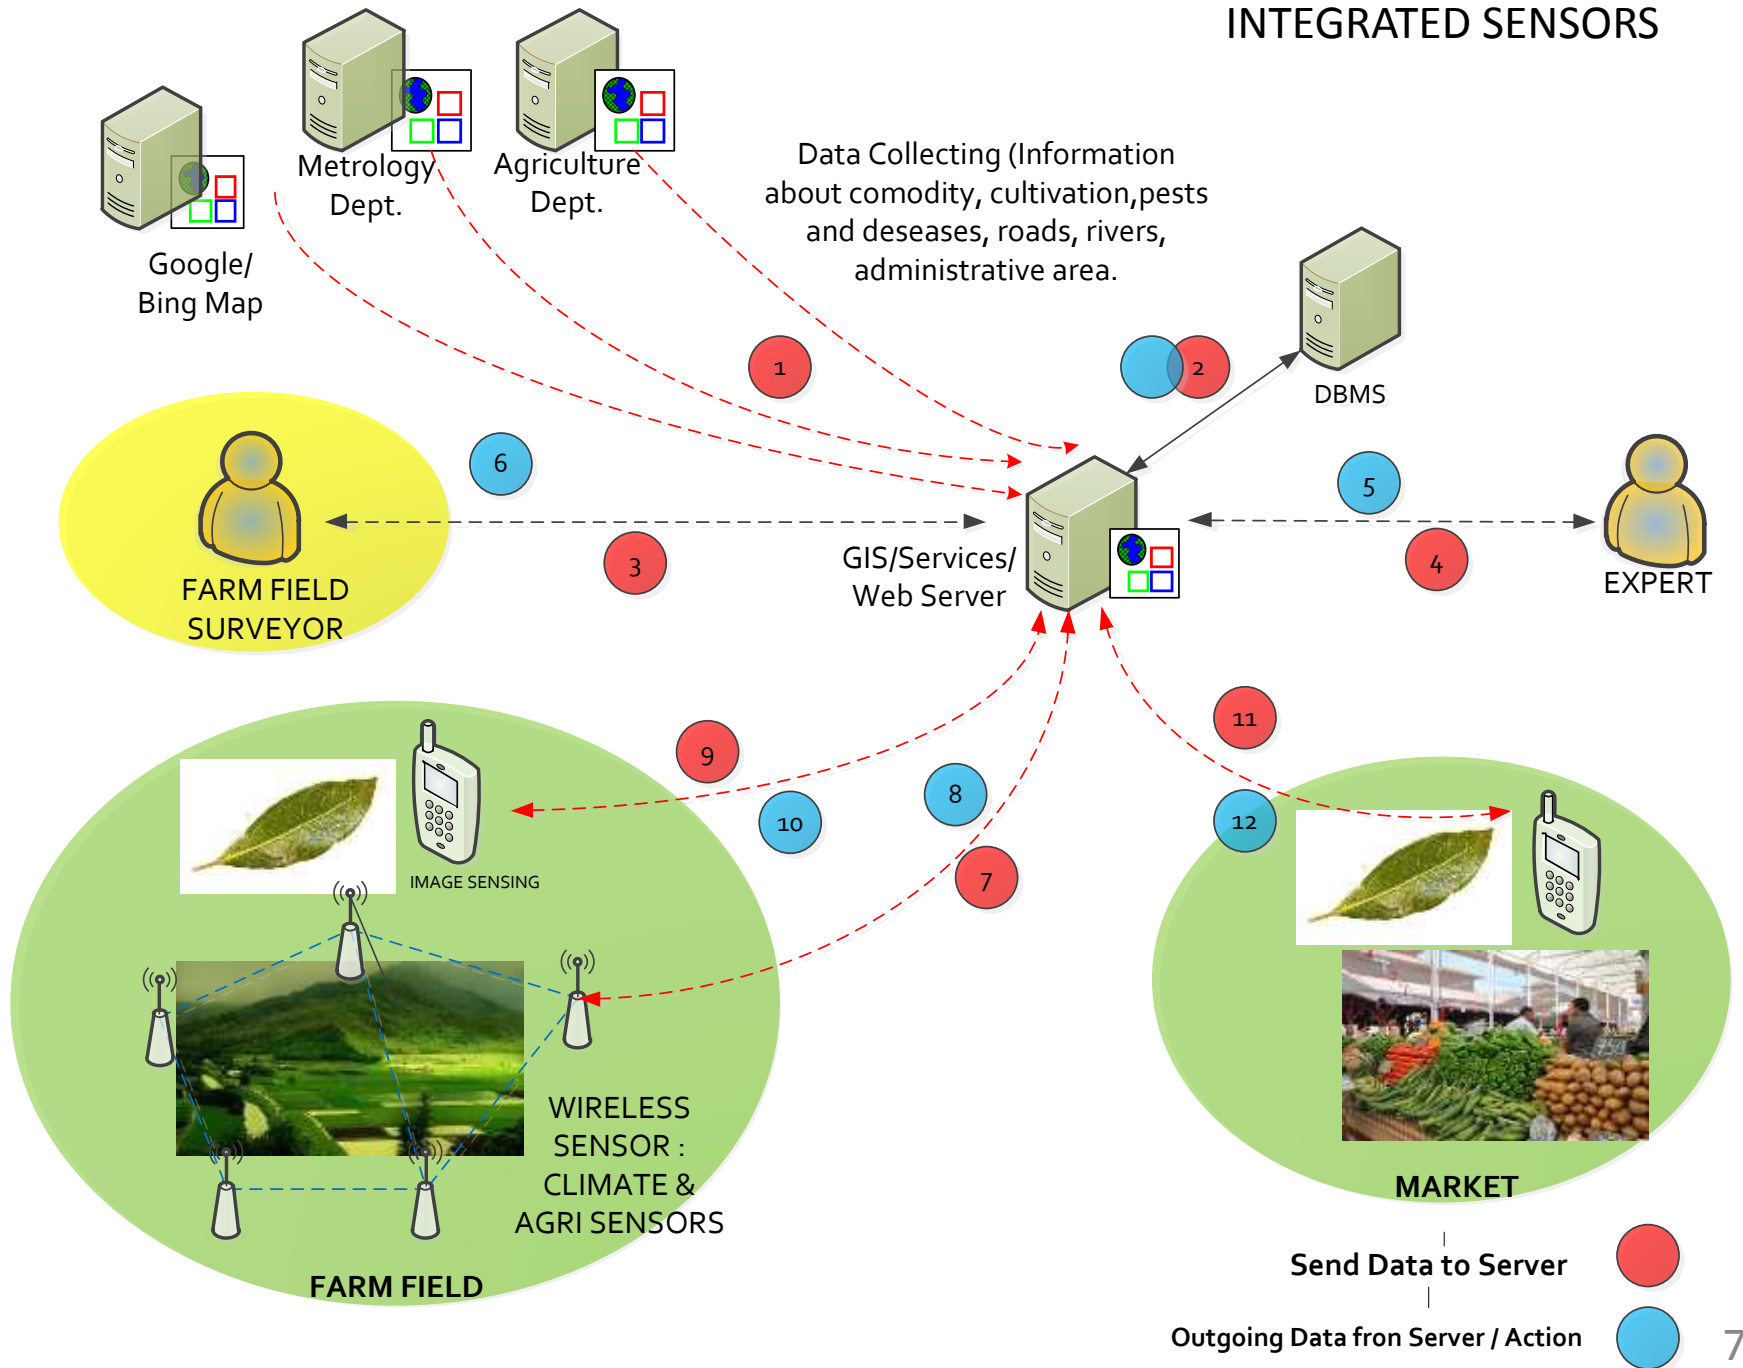 INTEGRATED SENSORS
Metrology
Dept.
Agriculture
Dept.
Google/
Bing Map
Data Collecting (Information
about comodity, cultivation,pests
and deseases, roads, rivers,
administrative area.
1
2
DBMS
6
5
3
4
FARM FIELD
SURVEYOR
GIS/Services/
Web Server
EXPERT
9
10
8
7
11
12
IMAGE SENSING
WIRELESS
SENSOR :
CLIMATE &
AGRI SENSORS
FARM FIELD
MARKET
Send Data to Server
Outgoing Data fron Server / Action
7